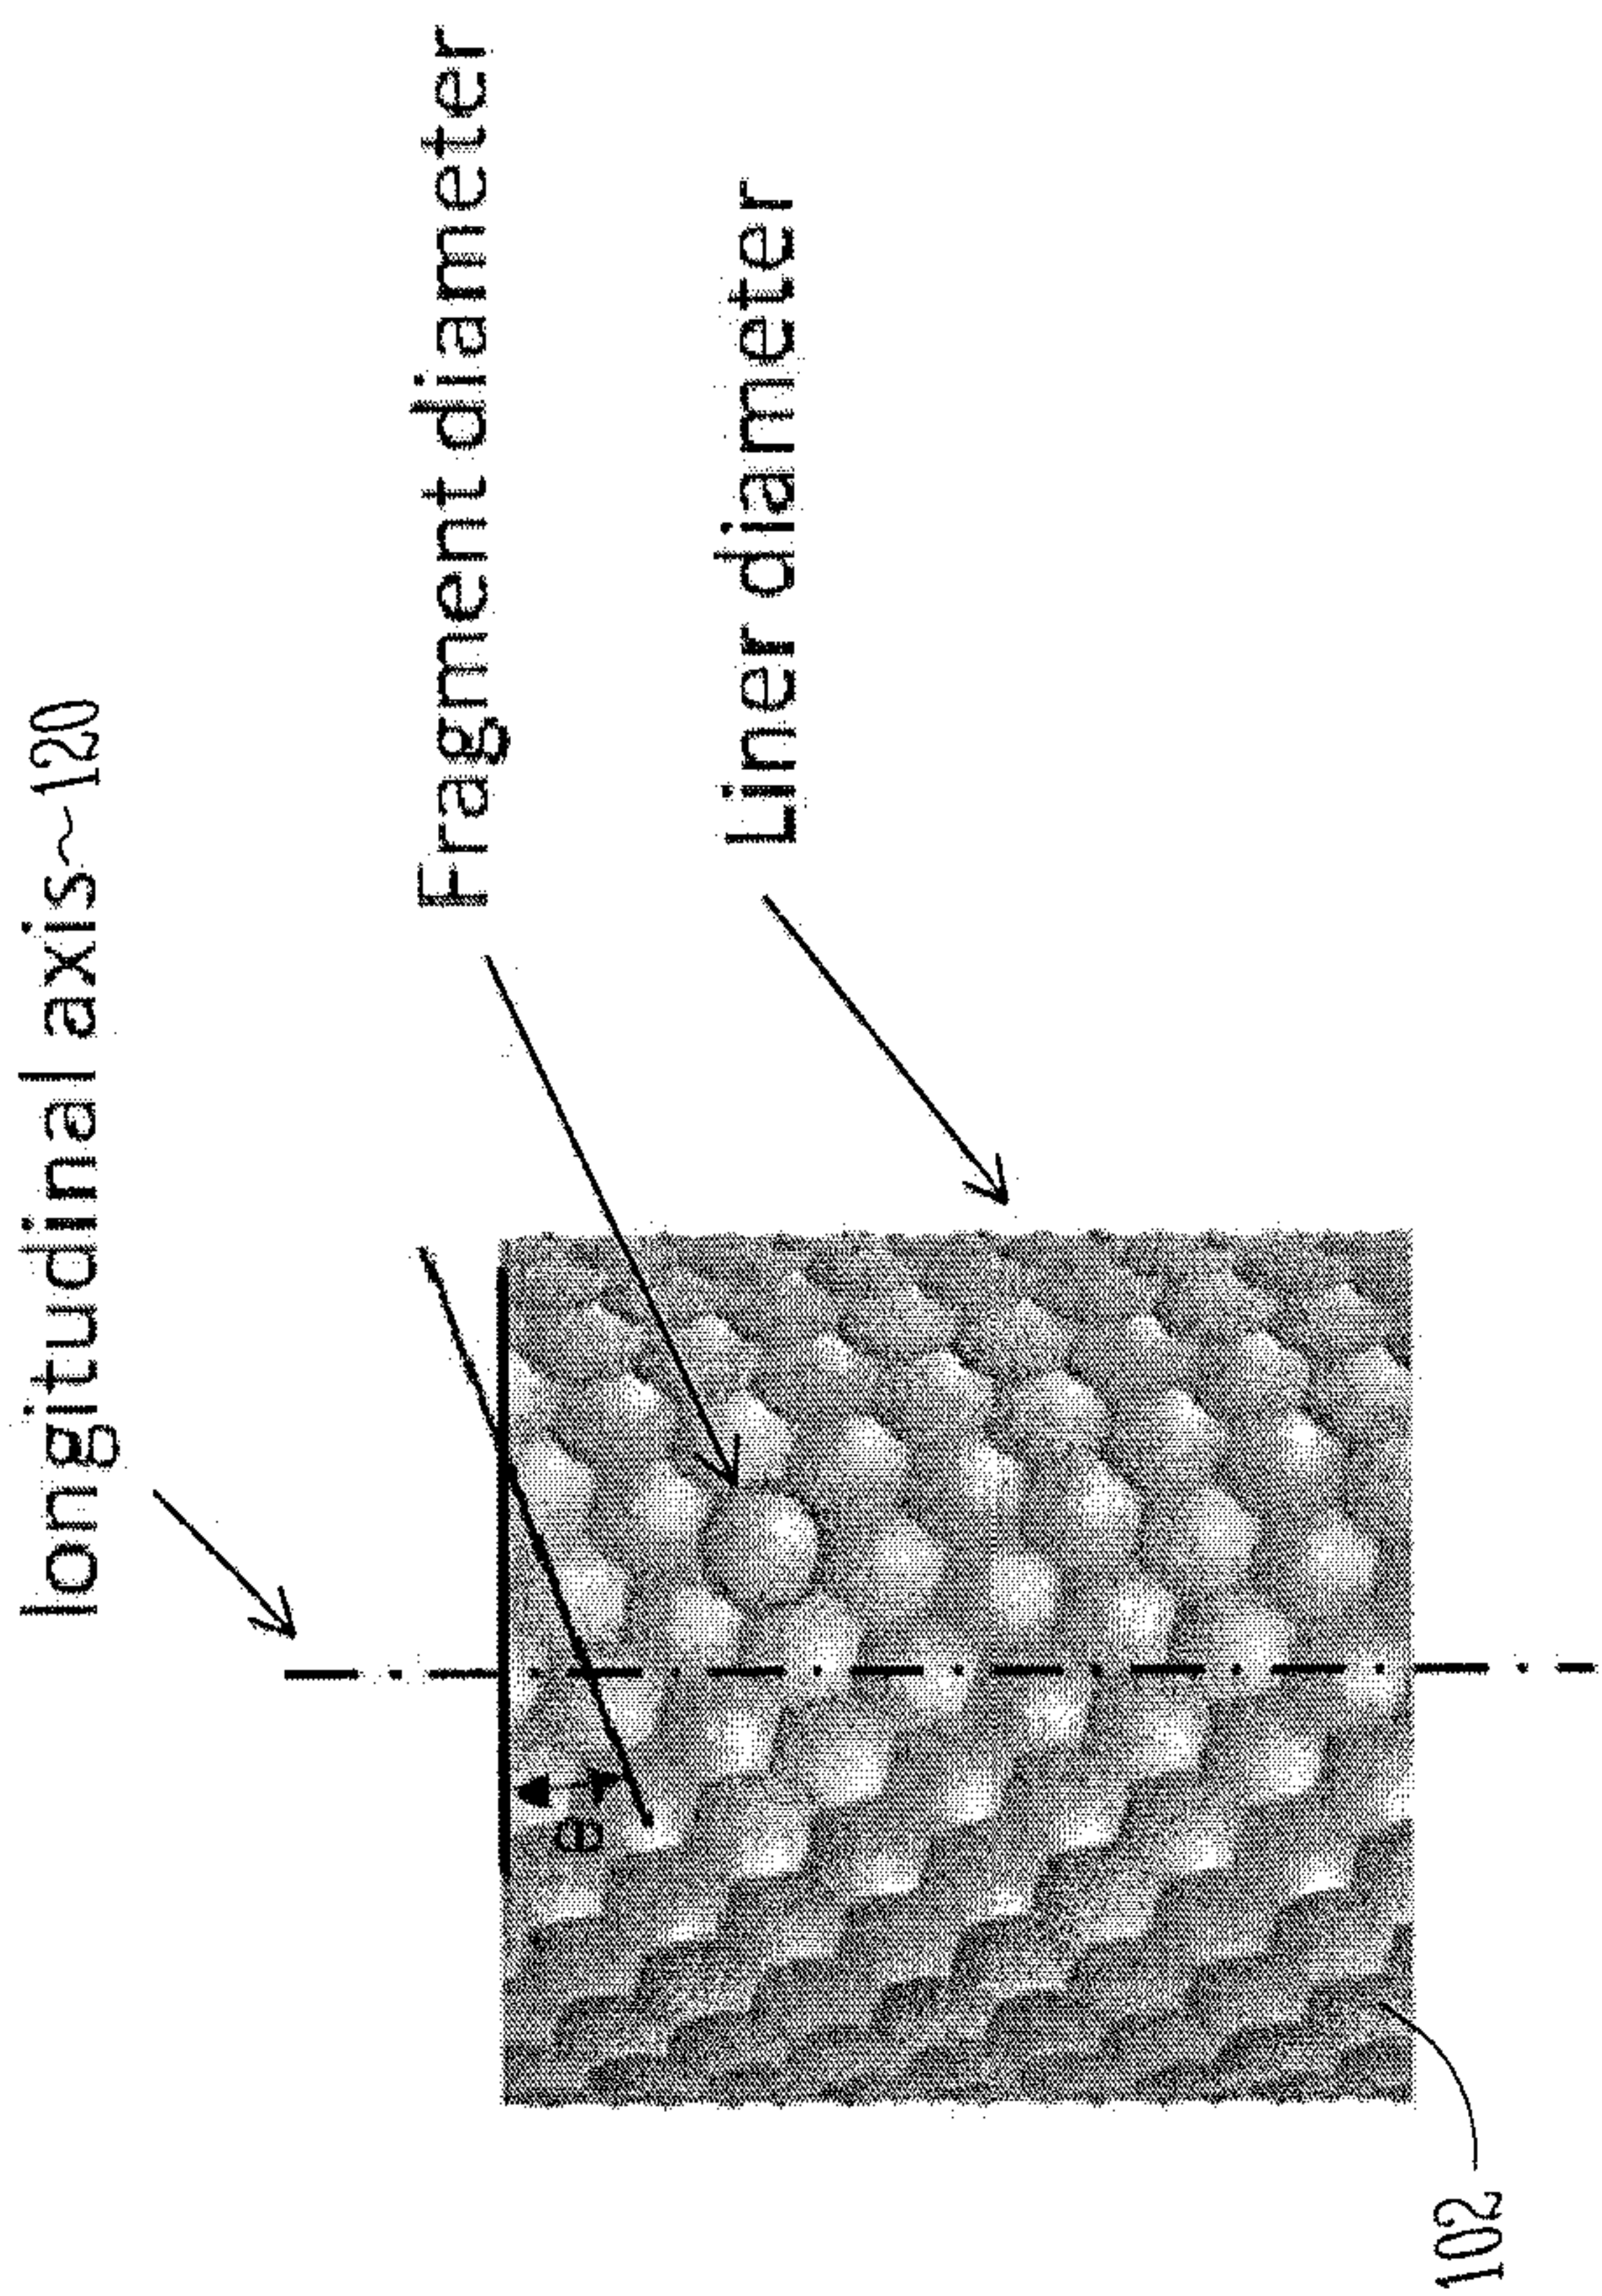 longitudinal axis~120
Fragment diameter
Liner diameter
θ
102